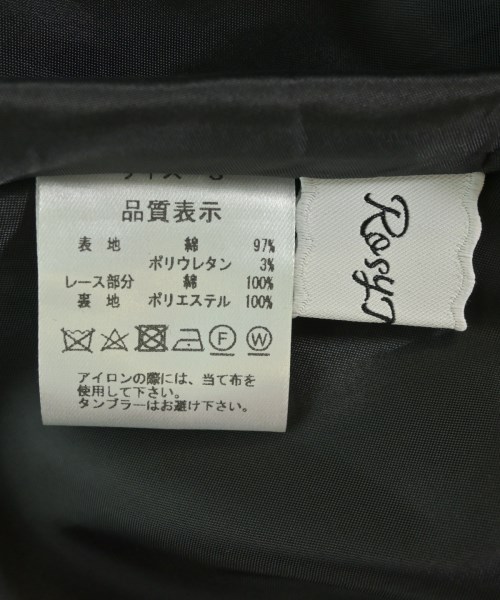 品質表示
表 地 綿 97%
ポリウレタン 3%
レース部分 綿 100%
裏 地 ポリエステル 100%
F W
アイロンの際には、当て布を
使用して下さい。
タンブラーはお避け下さい。
Rosy